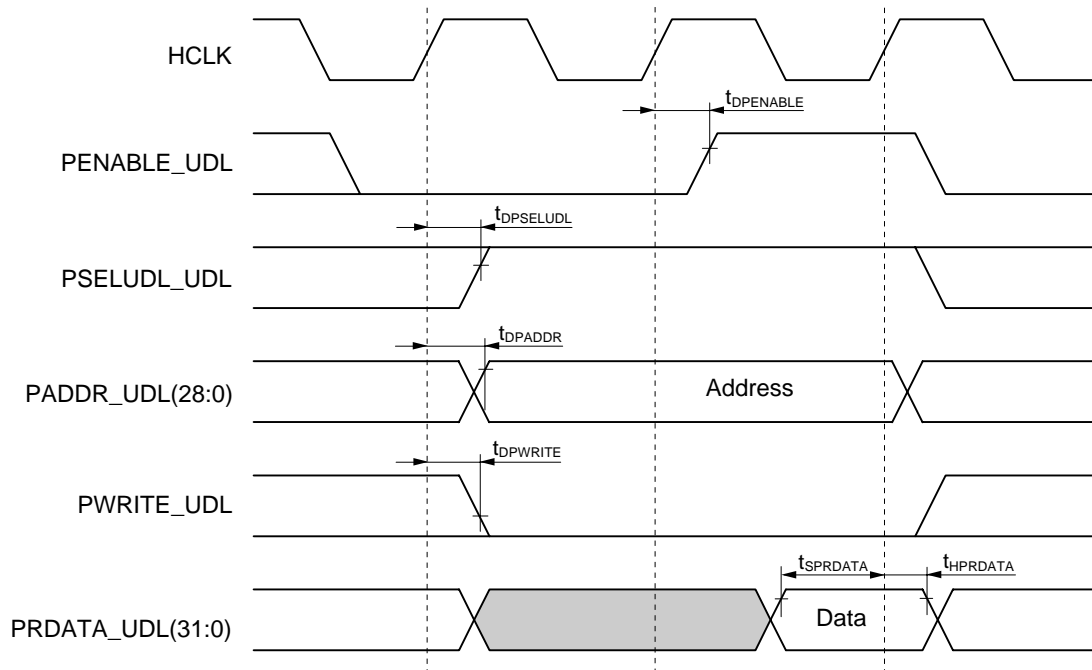 HCLK
tDPENABLE
PENABLE_UDL
tDPSELUDL
PSELUDL_UDL
tDPADDR
PADDR_UDL(28:0)
Address
tDPWRITE
PWRITE_UDL
tSPRDATA
tHPRDATA
PRDATA_UDL(31:0)
Data